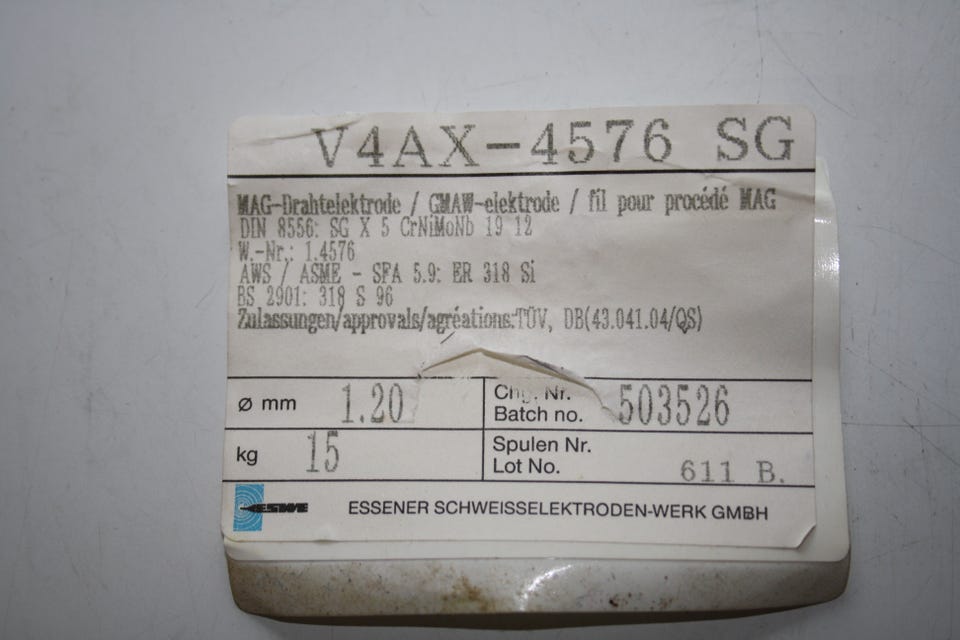 V4AX-4576 SG
MAG-Drahtelektrode / GMAW-elektrode / fil pour procédé MAG
DIN 8556: SG X 5 CrNiMoNb 19 12
W.-Nr.: 1.4576
AWS / ASME - SFA 5.9: ER 318 Si
BS 2901: 318 S 96
Zulassungen/approvals/agréations:TÜV, DB(43.041.04/QS)
ø mm 1.20 Chg. Nr.
Batch no. 503526
kg 15 Spulen Nr.
Lot No. 611 B.
ESWE ESSENER SCHWEISSELEKTRODEN-WERK GMBH